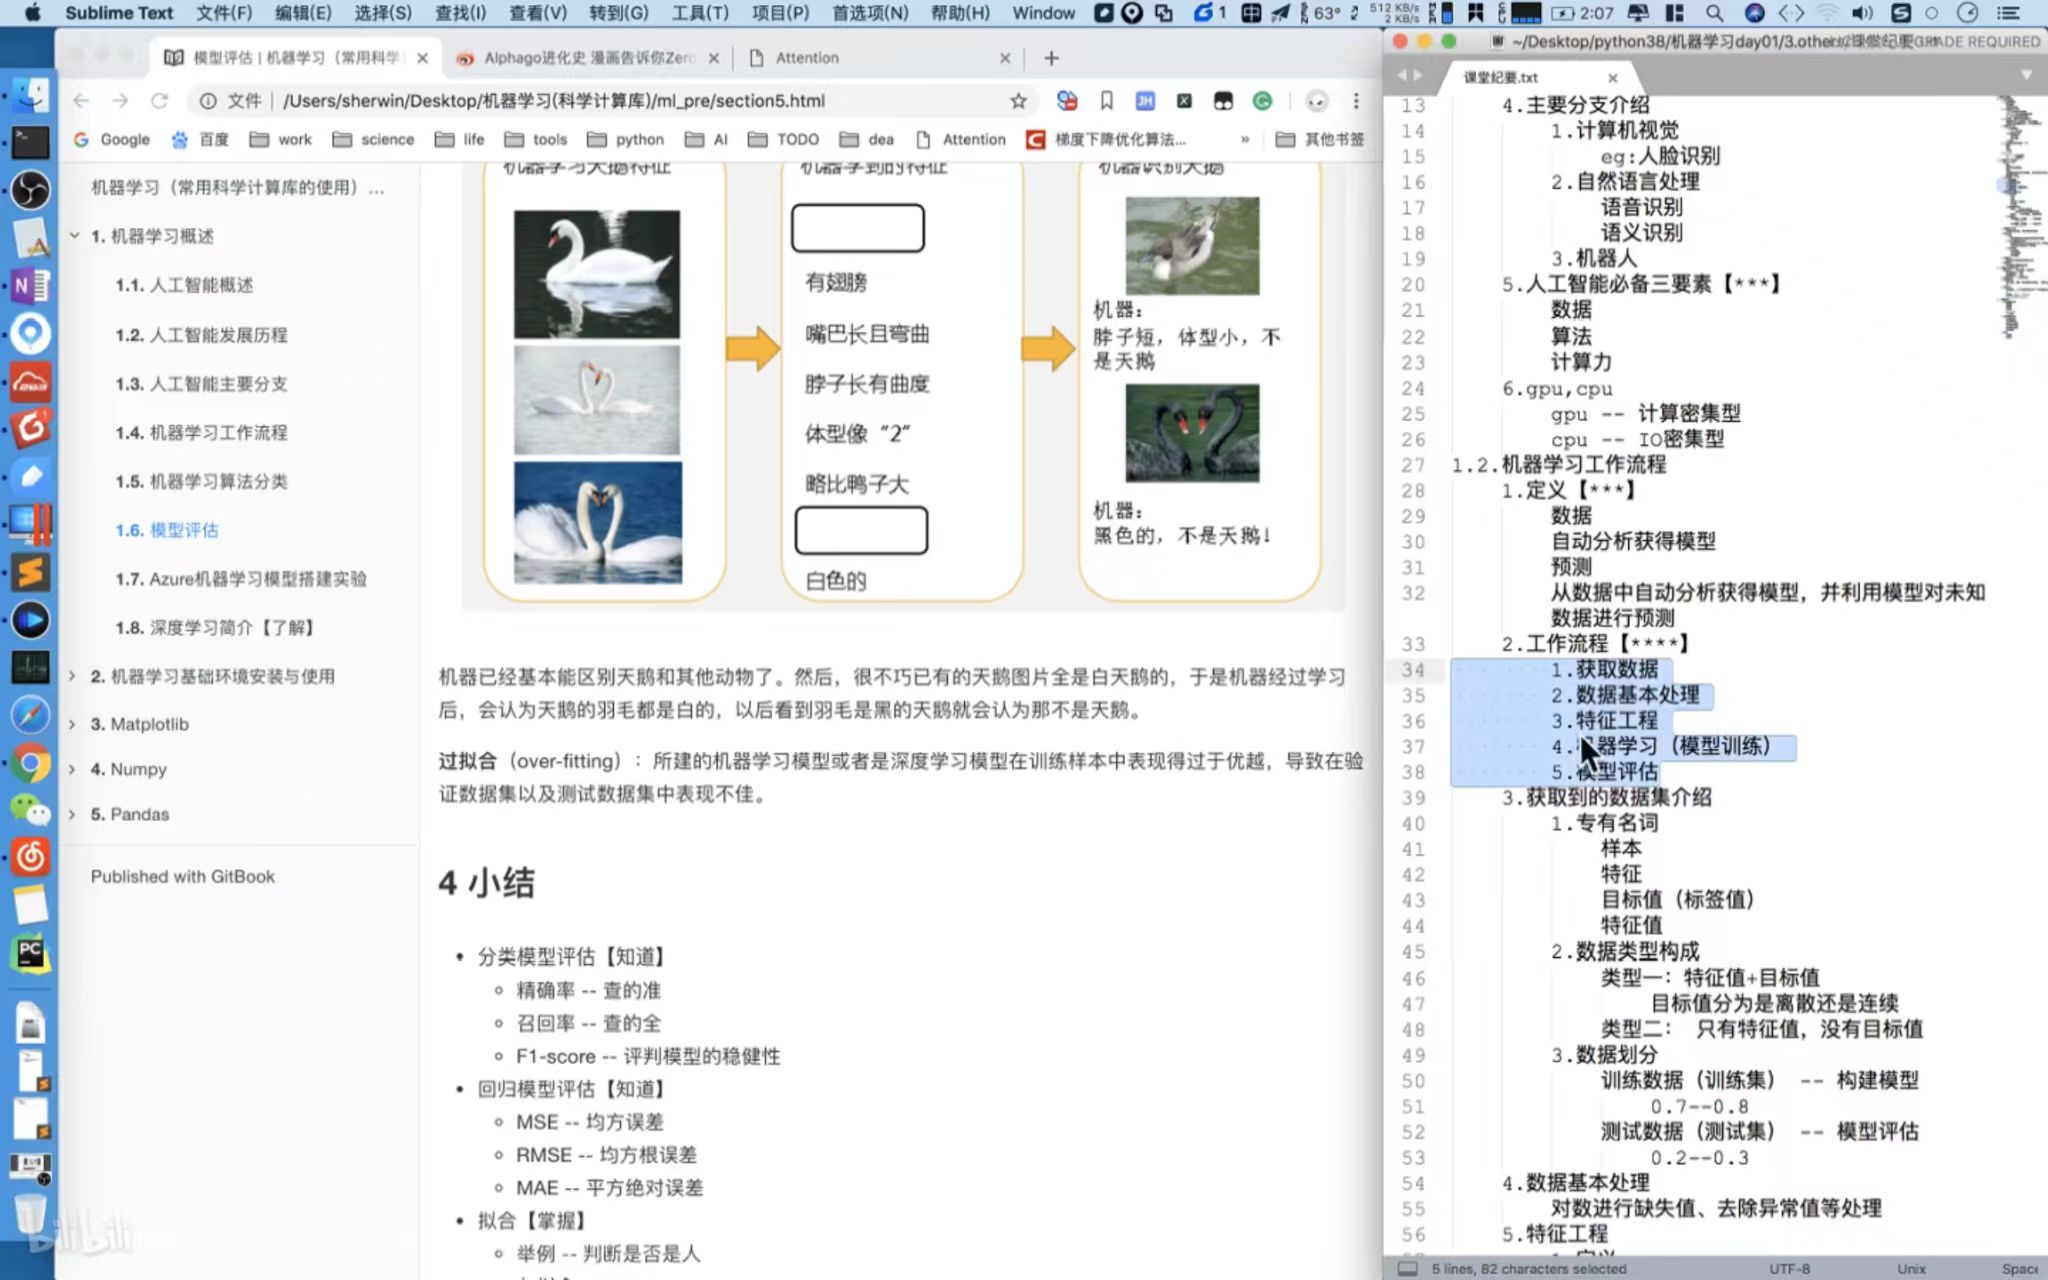 Sublime Text 文件(F) 编辑(E) 选择(S) 查找(I) 查看(V) 转到(G) 工具(T) 项目(P) 首选项(N) 帮助(H) Window 1 63° 512 KB/s 2 KB/s 2:07
模型评估 | 机器学习（常用科学 Alphago进化史 漫画告诉你Zero Attention
文件 | /Users/sherwin/Desktop/机器学习(科学计算库)/ml_pre/section5.html
Google 百度 work science life tools python AI TODO dea Attention 梯度下降优化算法... » 其他书签
机器学习（常用科学计算库的使用）...
1. 机器学习概述
1.1. 人工智能概述
1.2. 人工智能发展历程
1.3. 人工智能主要分支
1.4. 机器学习工作流程
1.5. 机器学习算法分类
1.6. 模型评估
1.7. Azure机器学习模型搭建实验
1.8. 深度学习简介【了解】
2. 机器学习基础环境安装与使用
3. Matplotlib
4. Numpy
5. Pandas
Published with GitBook
bilibili
机器学习天鹅特征
机器学到的特征
有翅膀
嘴巴长且弯曲
脖子长有曲度
体型像“2”
略比鸭子大
白色的
机器识别天鹅
机器：
脖子短，体型小，不
是天鹅
机器：
黑色的，不是天鹅！
机器已经基本能区别天鹅和其他动物了。然后，很不巧已有的天鹅图片全是白天鹅的，于是机器经过学习
后，会认为天鹅的羽毛都是白的，以后看到羽毛是黑的天鹅就会认为那不是天鹅。
过拟合（over-fitting）：所建的机器学习模型或者是深度学习模型在训练样本中表现得过于优越，导致在验
证数据集以及测试数据集中表现不佳。
4 小结
• 分类模型评估【知道】
◦ 精确率 -- 查的准
◦ 召回率 -- 查的全
◦ F1-score -- 评判模型的稳健性
• 回归模型评估【知道】
◦ MSE -- 均方误差
◦ RMSE -- 均方根误差
◦ MAE -- 平方绝对误差
• 拟合【掌握】
◦ 举例 -- 判断是否是人
~/Desktop/python38/机器学习day01/3.other
课堂纪要.txt
13 4.主要分支介绍
14 1.计算机视觉
15 eg:人脸识别
16 2.自然语言处理
17 语音识别
18 语义识别
19 3.机器人
20 5.人工智能必备三要素【***】
21 数据
22 算法
23 计算力
24 6.gpu,cpu
25 gpu -- 计算密集型
26 cpu -- IO密集型
27 1.2.机器学习工作流程
28 1.定义【***】
29 数据
30 自动分析获得模型
31 预测
32 从数据中自动分析获得模型，并利用模型对未知
数据进行预测
33 2.工作流程【****】
34 1.获取数据
35 2.数据基本处理
36 3.特征工程
37 4.机器学习（模型训练）
38 5.模型评估
39 3.获取到的数据集介绍
40 1.专有名词
41 样本
42 特征
43 目标值（标签值）
44 特征值
45 2.数据类型构成
46 类型一：特征值+目标值
47 目标值分为是离散还是连续
48 类型二： 只有特征值，没有目标值
49 3.数据划分
50 训练数据（训练集） -- 构建模型
51 0.7--0.8
52 测试数据（测试集） -- 模型评估
53 0.2--0.3
54 4.数据基本处理
55 对数进行缺失值、去除异常值等处理
56 5.特征工程
5 lines, 82 characters selected UTF-8 Unix Space